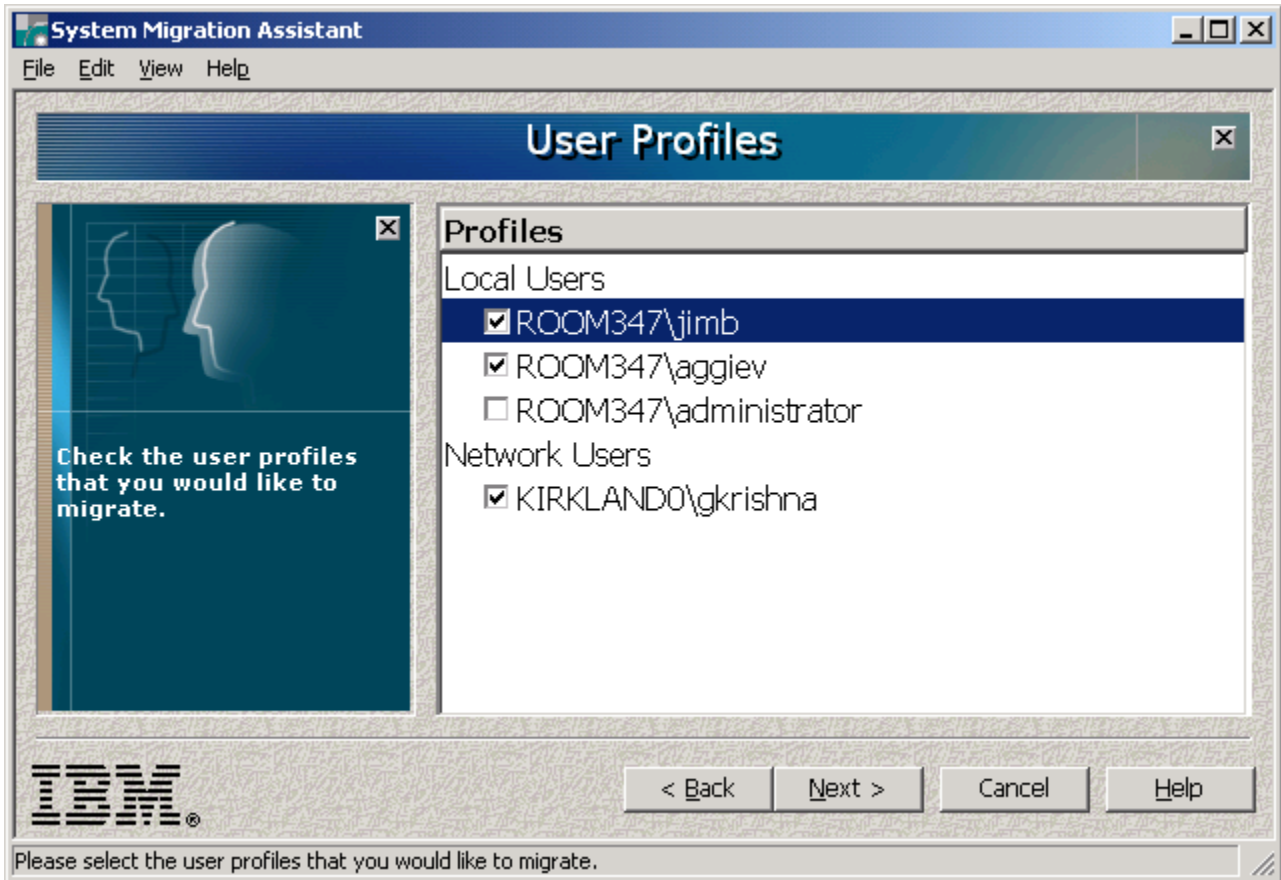 System Migration Assistant
File Edit View Help
User Profiles
Check the user profiles
that you would like to
migrate.
Profiles
Local Users
ROOM347\jimb
ROOM347\aggiev
ROOM347\administrator
Network Users
KIRKLAND0\gkrishna
IBM®
< Back Next > Cancel Help
Please select the user profiles that you would like to migrate.